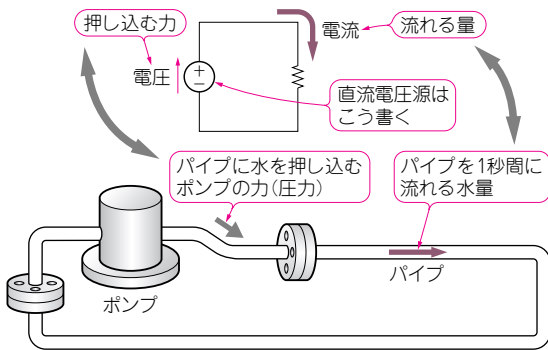 押し込む力
電流
流れる量
電圧
+
−
直流電圧源は
こう書く
パイプに水を押し込む
ポンプの力(圧力)
パイプを1秒間に
流れる水量
ポンプ
パイプ